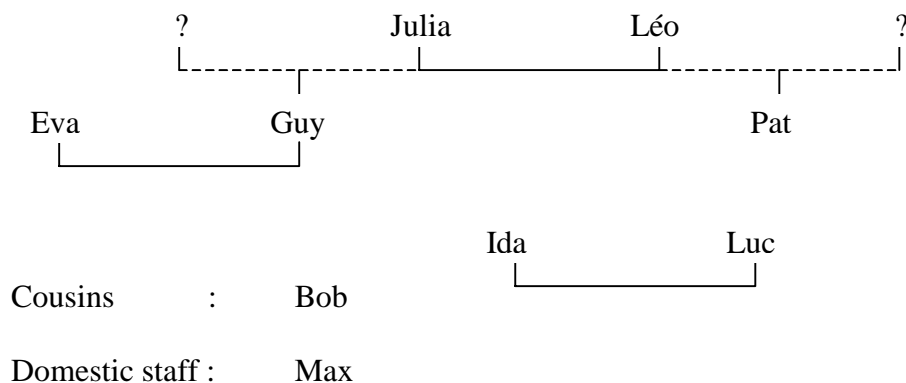 ? Julia Léo ?
Eva Guy Pat
Ida Luc
Cousins : Bob
Domestic staff : Max